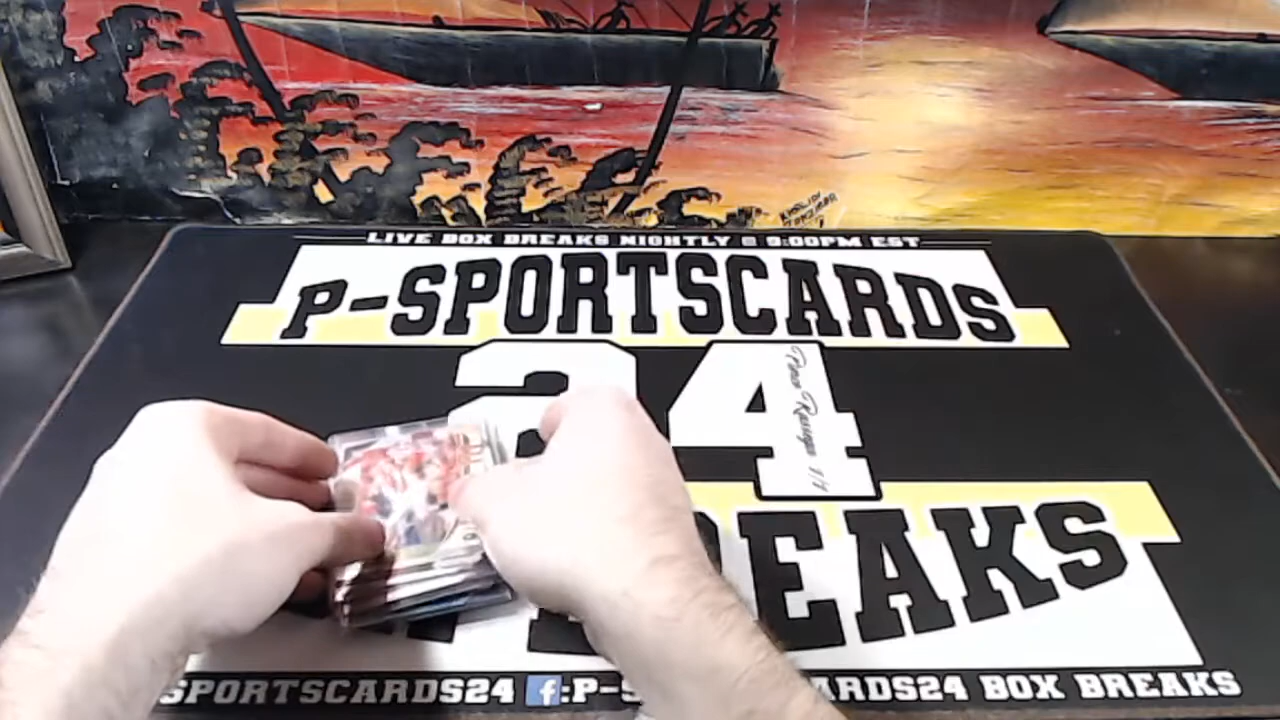 LIVE BOX BREAKS NIGHTLY @ 9:00PM EST
P-SPORTSCARDS
24
BREAKS
SPORTSCARDS24 f:P-S ARDS24 BOX BREAKS